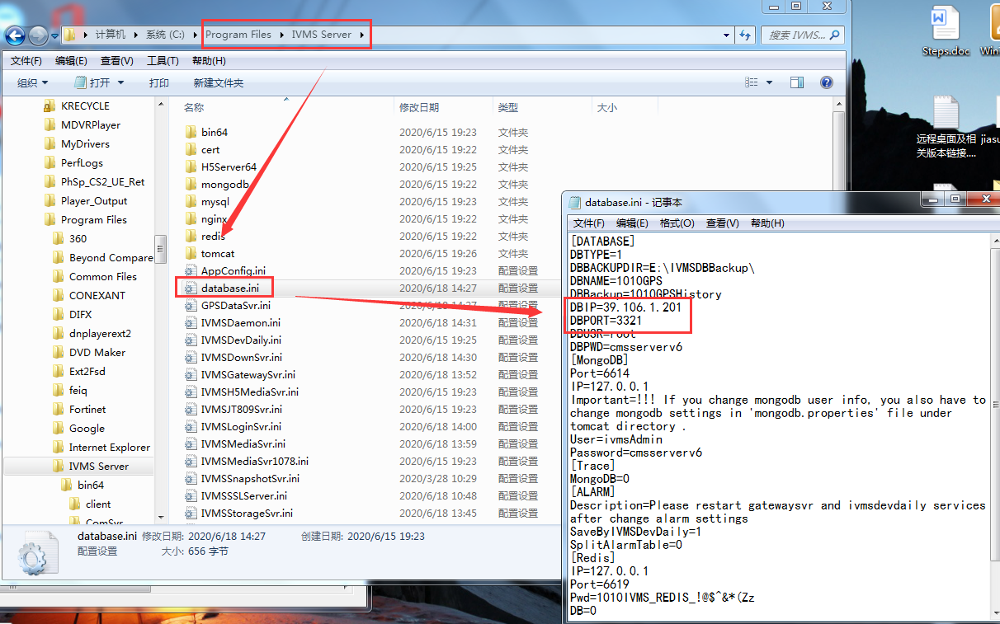 计算机 ▸ 系统 (C:) ▸ Program Files ▸ IVMS Server ▸
搜索 IVMS...
文件(F) 编辑(E) 查看(V) 工具(T) 帮助(H)
组织 打开 打印 新建文件夹
KRECYCLE
MDVRPlayer
MyDrivers
PerfLogs
PhSp_CS2_UE_Ret
Player_Output
Program Files
360
Beyond Compare
Common Files
CONEXANT
DIFX
dnplayerext2
DVD Maker
Ext2Fsd
feiq
Fortinet
Google
Internet Explorer
IVMS Server
bin64
client
ComSvr
名称 修改日期 类型 大小
bin64 2020/6/15 19:23 文件夹
cert 2020/6/15 19:22 文件夹
H5Server64 2020/6/15 19:25 文件夹
mongodb 2020/6/15 19:22 文件夹
mysql 2020/6/15 19:23 文件夹
nginx 2020/6/15 19:22 文件夹
redis 2020/6/15 19:22 文件夹
tomcat 2020/6/15 19:26 文件夹
AppConfig.ini 2020/6/15 19:23 配置设置
database.ini 2020/6/18 14:27 配置设置
GPSDataSvr.ini 2020/6/18 14:27 配置设置
IVMSDaemon.ini 2020/6/18 14:31 配置设置
IVMSDevDaily.ini 2020/6/15 19:25 配置设置
IVMSDownSvr.ini 2020/6/18 14:30 配置设置
IVMSGatewaySvr.ini 2020/6/18 13:52 配置设置
IVMSH5MediaSvr.ini 2020/6/15 19:23 配置设置
IVMSJT809Svr.ini 2020/6/15 19:23 配置设置
IVMSLoginSvr.ini 2020/6/18 14:00 配置设置
IVMSMediaSvr.ini 2020/6/18 13:59 配置设置
IVMSMediaSvr1078.ini 2020/6/15 19:23 配置设置
IVMSSnapshotSvr.ini 2020/3/28 10:29 配置设置
IVMSSSLServer.ini 2020/6/18 10:48 配置设置
IVMSStorageSvr.ini 2020/6/18 13:45 配置设置
database.ini 修改日期: 2020/6/18 14:27 创建日期: 2020/6/15 19:23
配置设置 大小: 656 字节
Steps.doc
Win
远程桌面及相
关版本链接....
jiasu
database.ini - 记事本
文件(F) 编辑(E) 格式(O) 查看(V) 帮助(H)
[DATABASE]
DBTYPE=1
DBBACKUPDIR=E:\IVMSDBBackup\
DBNAME=1010GPS
DBBackup=1010GPSHistory
DBIP=39.106.1.201
DBPORT=3321
DBUSR=root
DBPWD=cmsserverv6
[MongoDB]
Port=6614
IP=127.0.0.1
Important=!!! If you change mongodb user info, you also have to
change mongodb settings in 'mongodb.properties' file under
tomcat directory .
User=ivmsAdmin
Password=cmsserverv6
[Trace]
MongoDB=0
[ALARM]
Description=Please restart gatewaysvr and ivmsdevdaily services
after change alarm settings
SaveByIVMSDevDaily=1
SplitAlarmTable=0
[Redis]
IP=127.0.0.1
Port=6619
Pwd=1010IVMS_REDIS_!@$^&*(Zz
DB=0